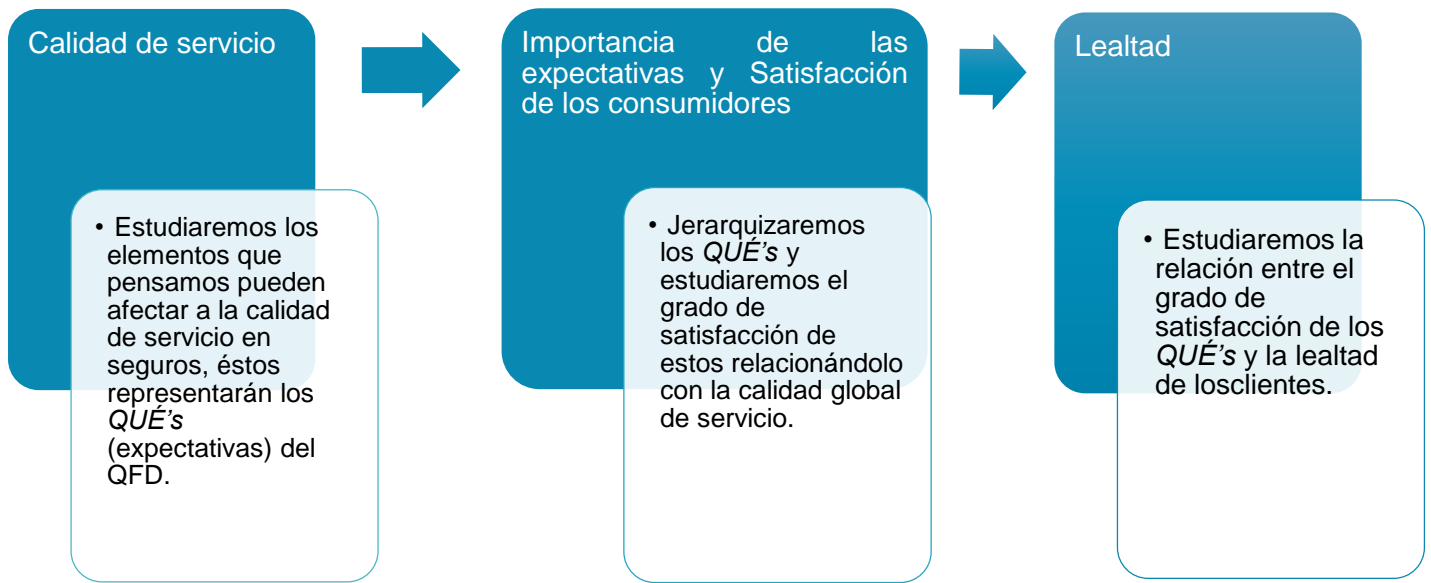 Calidad de servicio
• Estudiaremos los
elementos que
pensamos pueden
afectar a la calidad
de servicio en
seguros, éstos
representarán los
QUÉ’s
(expectativas) del
QFD.
Importancia de las
expectativas y Satisfacción
de los consumidores
• Jerarquizaremos
los QUÉ’s y
estudiaremos el
grado de
satisfacción de
estos relacionándolo
con la calidad global
de servicio.
Lealtad
• Estudiaremos la
relación entre el
grado de
satisfacción de los
QUÉ’s y la lealtad
de losclientes.